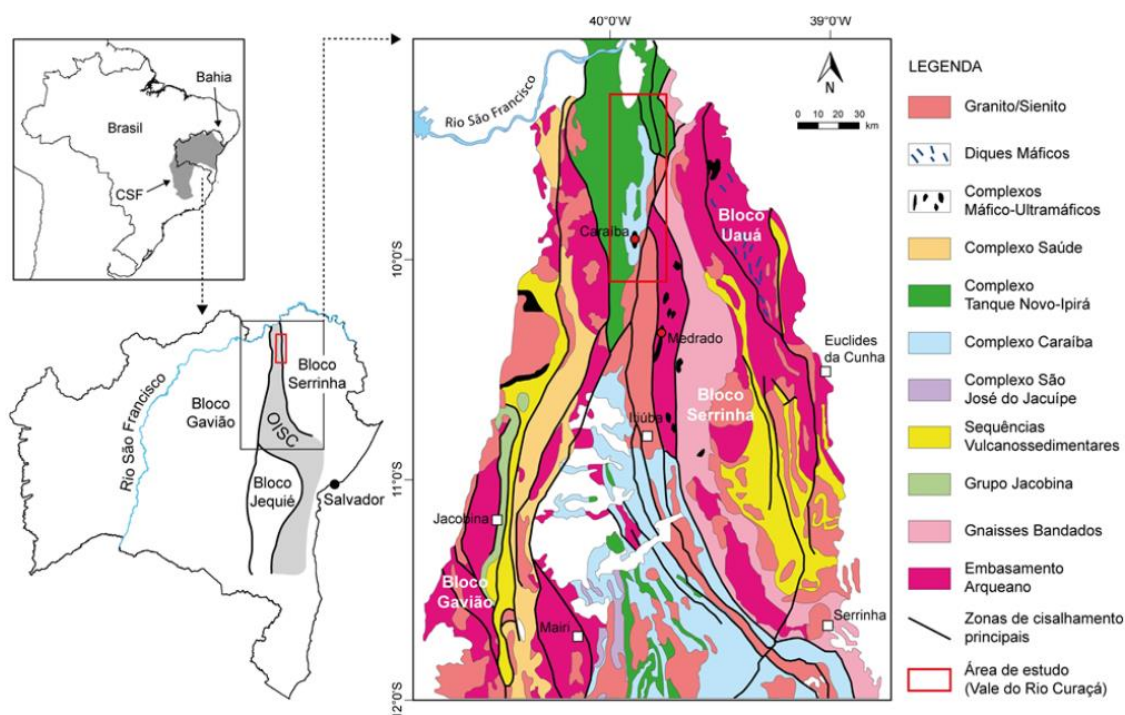 Bahia
Brasil
CSF
Rio São Francisco
Bloco
Gavião
Bloco
Serrinha
OISC
Bloco
Jequié
Salvador
40°0'W
39°0'W
10°0'S
11°0'S
12°0'S
Rio São Francisco
N
0 10 20 30
km
Bloco
Uauá
Caraíba
Medrado
Euclides
da Cunha
Bloco
Serrinha
Itiúba
Jacobina
Bloco
Gavião
Mairi
Serrinha
LEGENDA
Granito/Sienito
Diques Máficos
Complexos
Máfico-Ultramáficos
Complexo Saúde
Complexo
Tanque Novo-Ipirá
Complexo Caraíba
Complexo São
José do Jacuípe
Sequências
Vulcanossedimentares
Grupo Jacobina
Gnaisses Bandados
Embasamento
Arqueano
Zonas de cisalhamento
principais
Área de estudo
(Vale do Rio Curaçá)